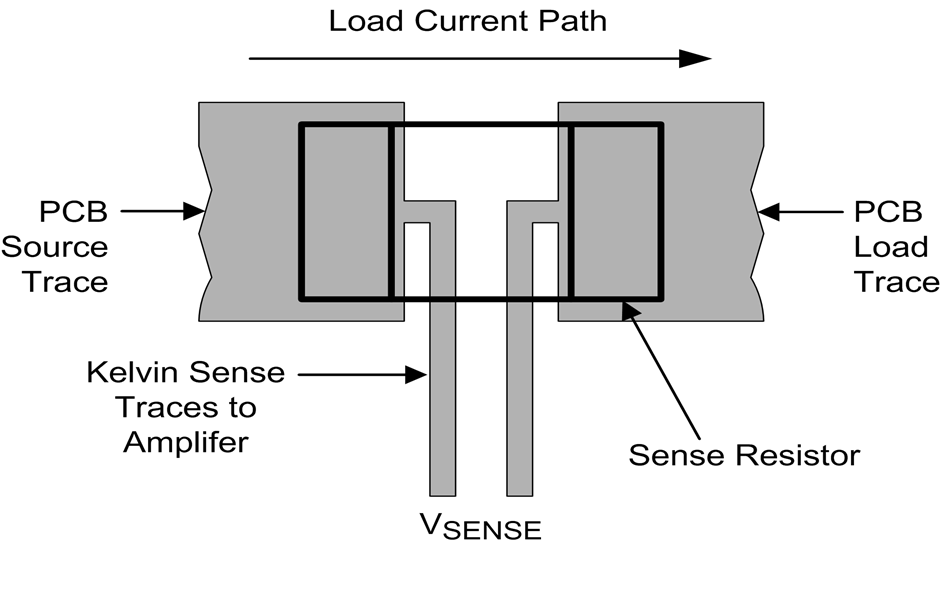 Load Current Path
PCB
Source
Trace
PCB
Load
Trace
Kelvin Sense
Traces to
Amplifer
Sense Resistor
VSENSE